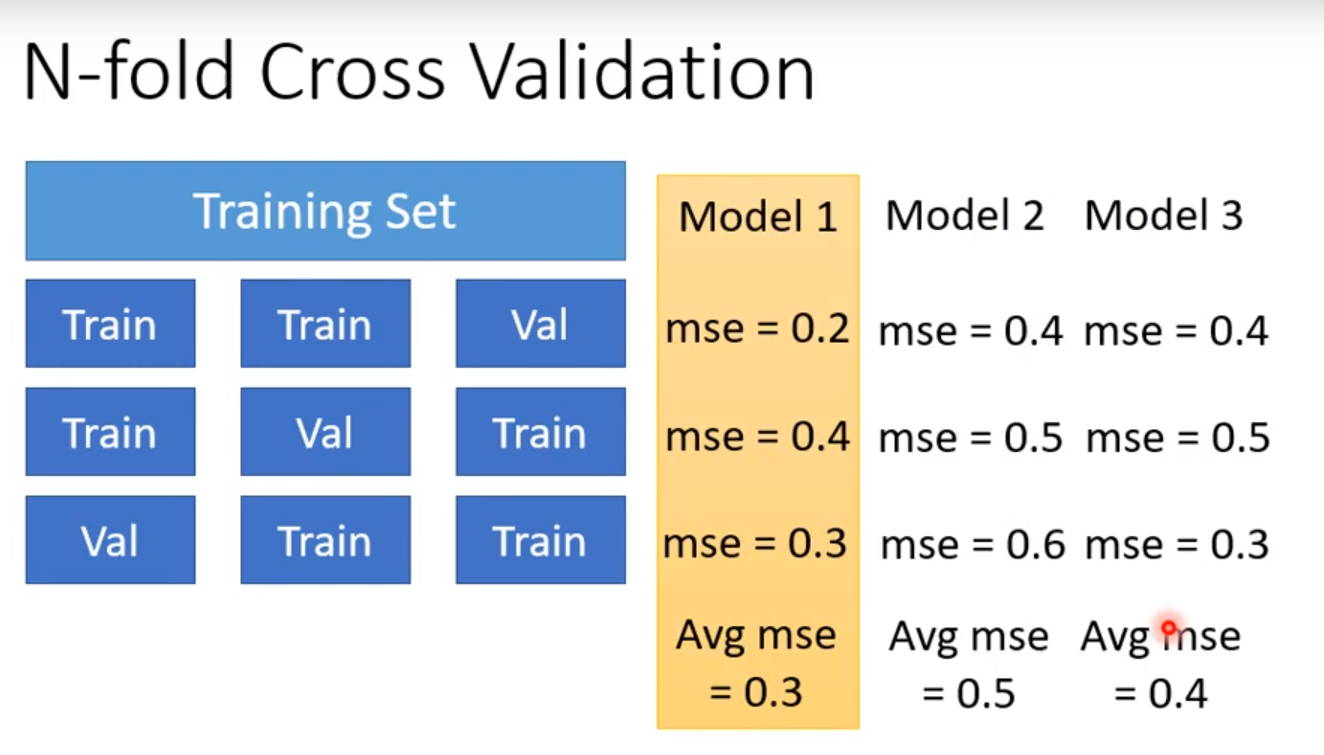 N-fold Cross Validation
Training Set
Model 1 Model 2 Model 3
Train Train Val mse = 0.2 mse = 0.4 mse = 0.4
Train Val Train mse = 0.4 mse = 0.5 mse = 0.5
Val Train Train mse = 0.3 mse = 0.6 mse = 0.3
Avg mse Avg mse Avg mse
= 0.3 = 0.5 = 0.4